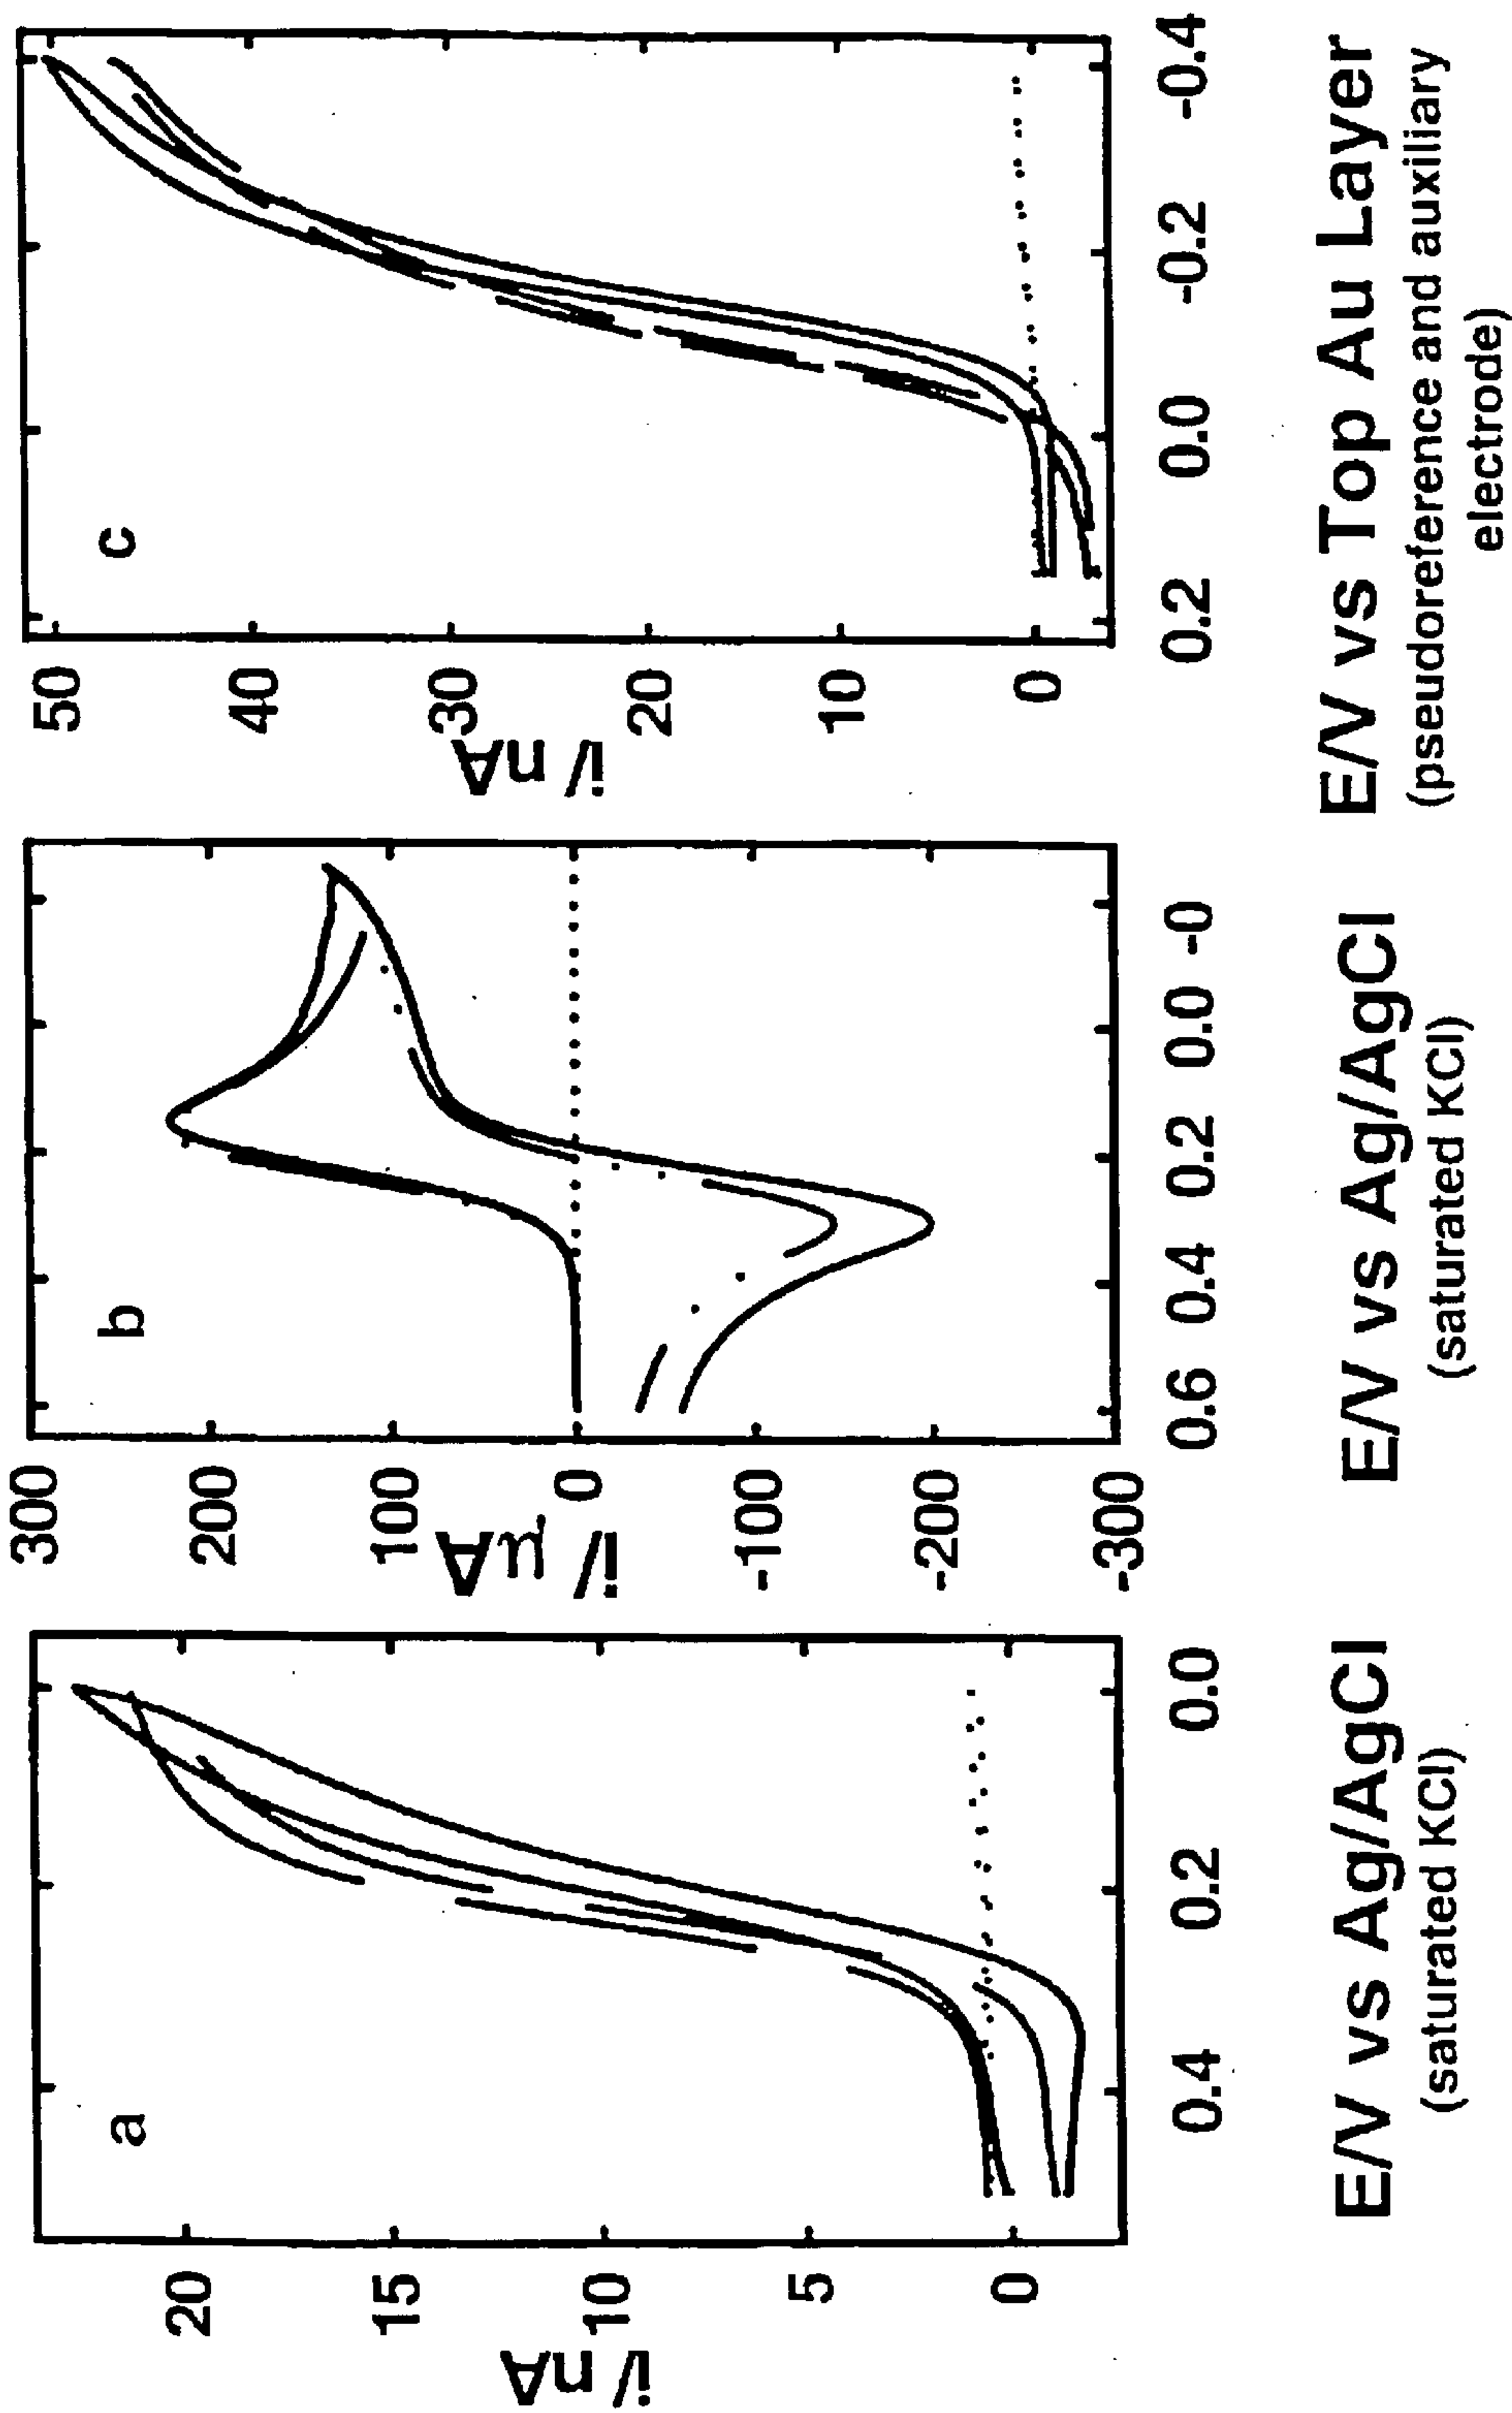 a
20
15
10
5
0
i/nA
0.4
0.2
0.0
E/V vs Ag/AgCl
(saturated KCl)
b
300
200
100
0
-100
-200
-300
i/µA
0.6 0.4 0.2 0.0 -0
E/V vs Ag/AgCl
(saturated KCl)
c
50
40
30
20
10
0
i/nA
0.2
0.0
-0.2
-0.4
E/V vs Top Au Layer
(pseudoreference and auxiliary
electrode)